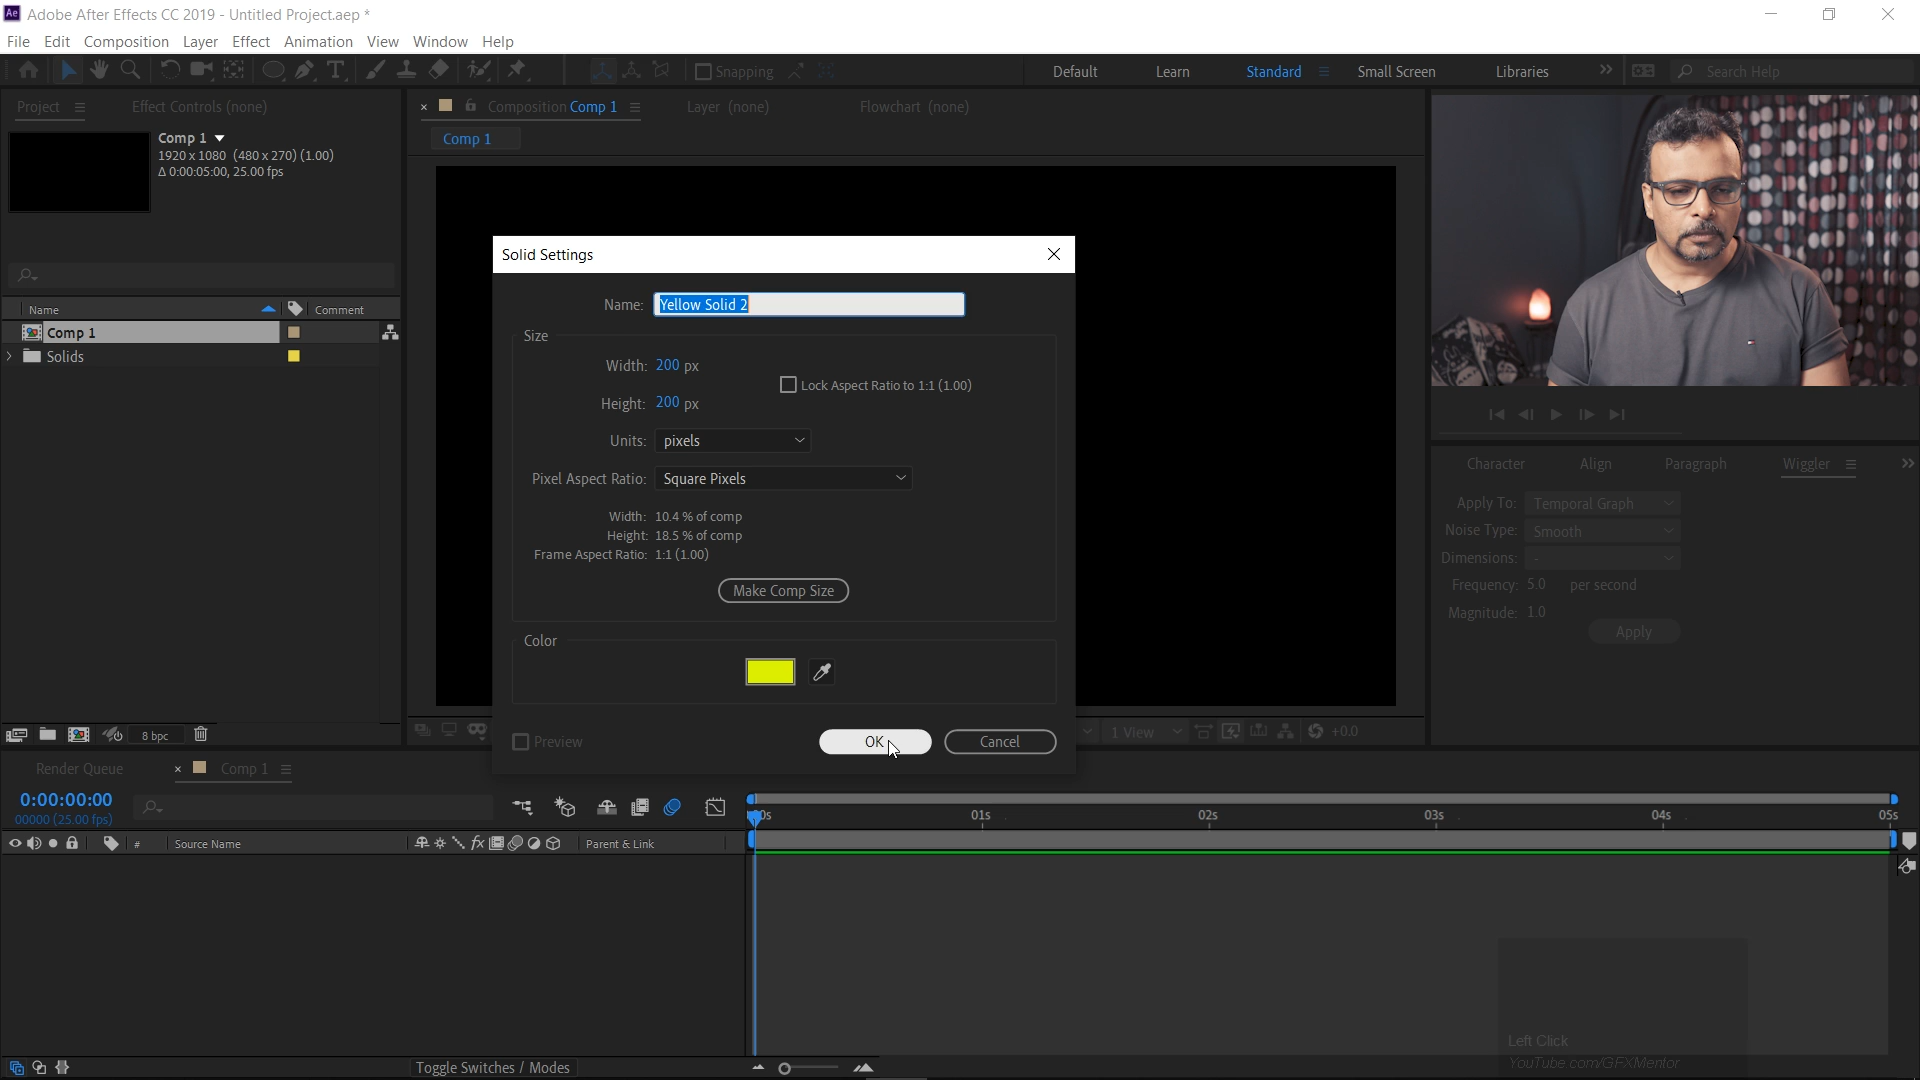 Ae Adobe After Effects CC 2019 - Untitled Project.aep *
File Edit Composition Layer Effect Animation View Window Help
Snapping
Default Learn Standard Small Screen Libraries
Search Help
Project Effect Controls (none)
Composition Comp 1 Layer (none) Flowchart (none)
Comp 1
Comp 1
1920 x 1080 (480 x 270) (1.00)
Δ 0:00:05:00, 25.00 fps
Name Comment
Comp 1
Solids
8 bpc
Solid Settings
Name: Yellow Solid 2
Size
Width: 200 px
Lock Aspect Ratio to 1:1 (1.00)
Height: 200 px
Units: pixels
Pixel Aspect Ratio: Square Pixels
Width: 10.4 % of comp
Height: 18.5 % of comp
Frame Aspect Ratio: 1:1 (1.00)
Make Comp Size
Color
Preview
OK Cancel
1 View +0.0
Character Align Paragraph Wiggler
Apply To: Temporal Graph
Noise Type: Smooth
Dimensions: -
Frequency: 5.0 per second
Magnitude: 1.0
Apply
Render Queue Comp 1
0:00:00:00
00000 (25.00 fps)
# Source Name fx Parent & Link
0s 01s 02s 03s 04s 05s
Toggle Switches / Modes
Left Click
YouTube.com/GFXMentor